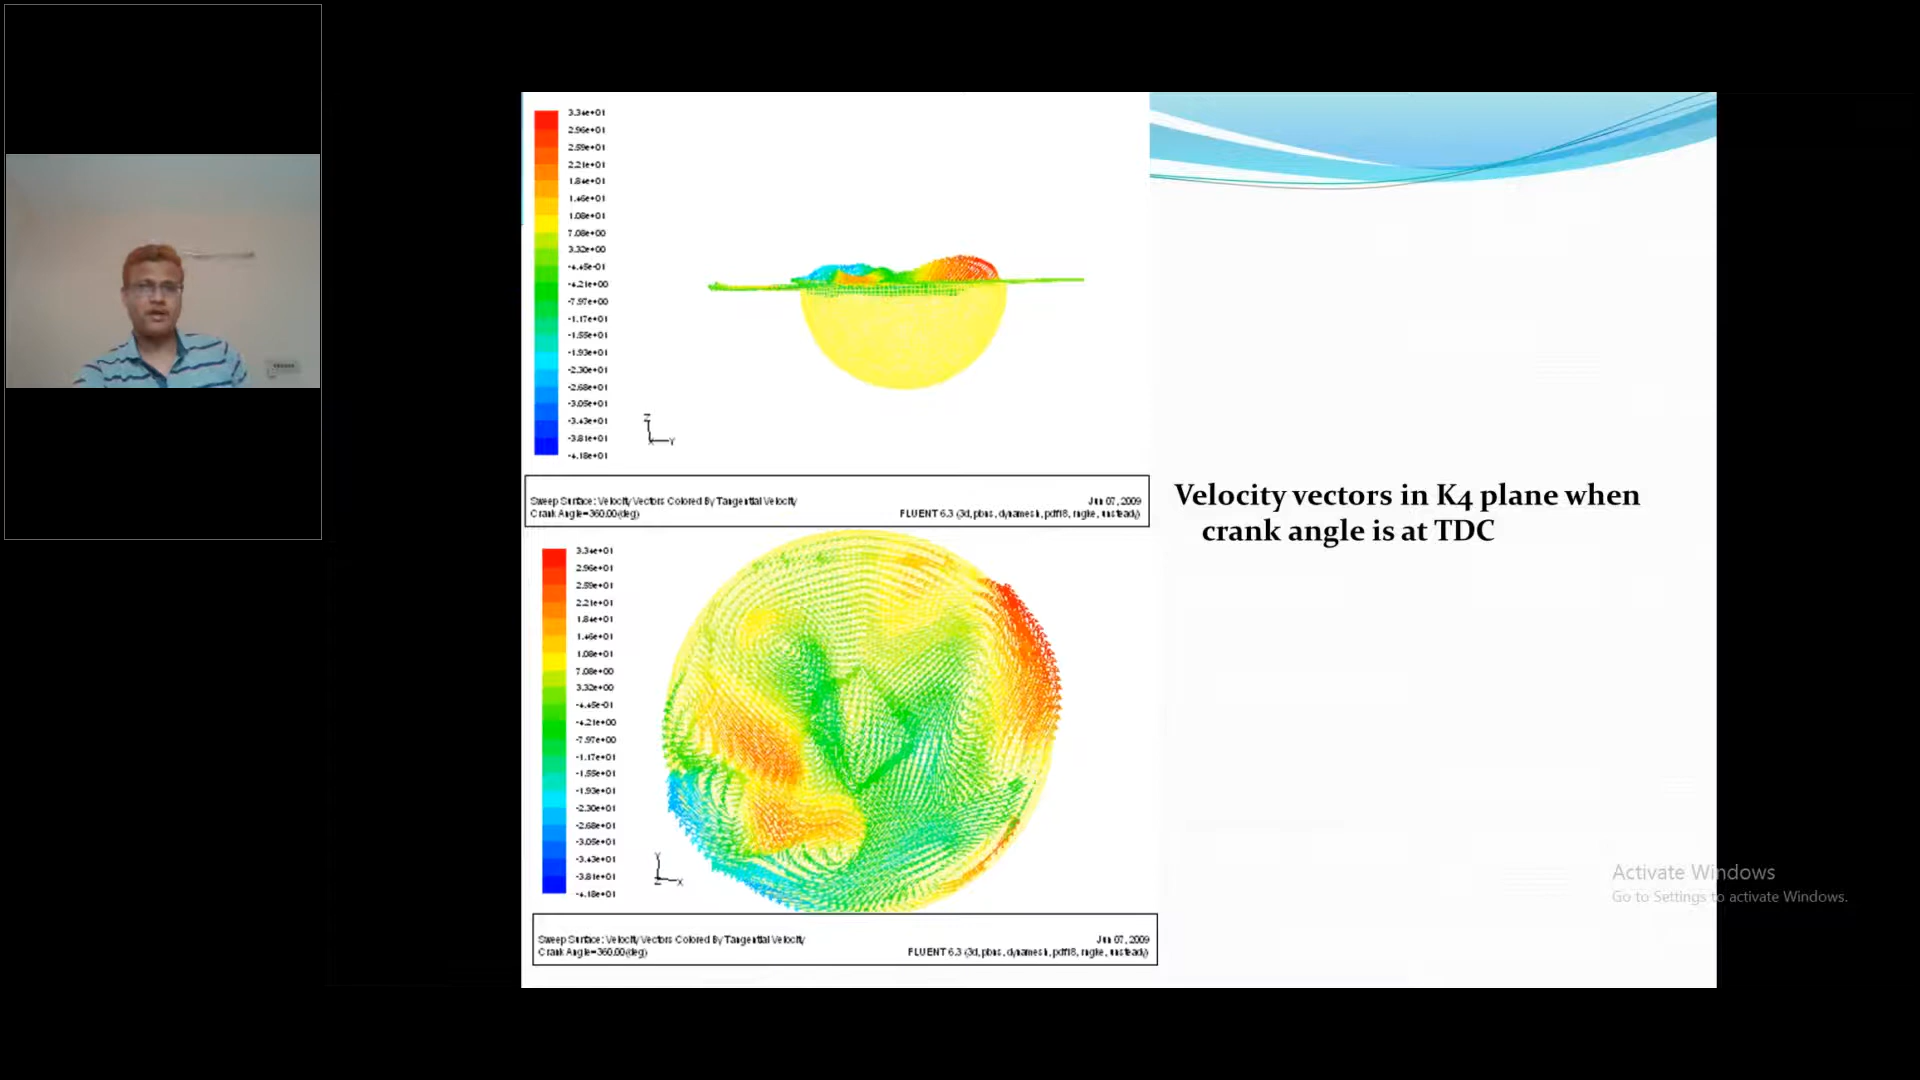 3.34e+01
2.96e+01
2.59e+01
2.21e+01
1.84e+01
1.46e+01
1.08e+01
7.08e+00
3.32e+00
-4.45e-01
-4.21e+00
-7.97e+00
-1.17e+01
-1.55e+01
-1.93e+01
-2.30e+01
-2.68e+01
-3.05e+01
-3.43e+01
-3.81e+01
-4.18e+01
Z
X Y
Sweep Surface: Velocity Vectors Colored By Tangential Velocity
Crank Angle=360.00(deg)
Jun 07, 2009
FLUENT 6.3 (3d, pbns, dynamesh, pdf18, rngke, unsteady)
Velocity vectors in K4 plane when
crank angle is at TDC
3.34e+01
2.96e+01
2.59e+01
2.21e+01
1.84e+01
1.46e+01
1.08e+01
7.08e+00
3.32e+00
-4.45e-01
-4.21e+00
-7.97e+00
-1.17e+01
-1.55e+01
-1.93e+01
-2.30e+01
-2.68e+01
-3.05e+01
-3.43e+01
-3.81e+01
-4.18e+01
Y
Z X
Sweep Surface: Velocity Vectors Colored By Tangential Velocity
Crank Angle=360.00(deg)
Jun 07, 2009
FLUENT 6.3 (3d, pbns, dynamesh, pdf18, rngke, unsteady)
Activate Windows
Go to Settings to activate Windows.